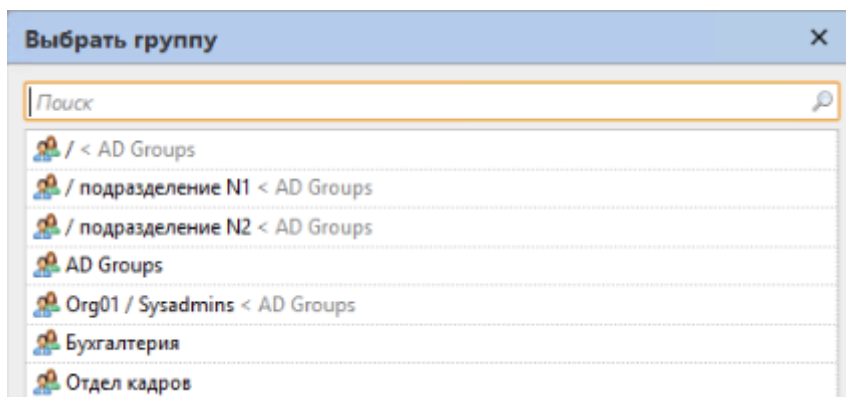 Выбрать группу
Поиск
/ < AD Groups
/ подразделение N1 < AD Groups
/ подразделение N2 < AD Groups
AD Groups
Org01 / Sysadmins < AD Groups
Бухгалтерия
Отдел кадров